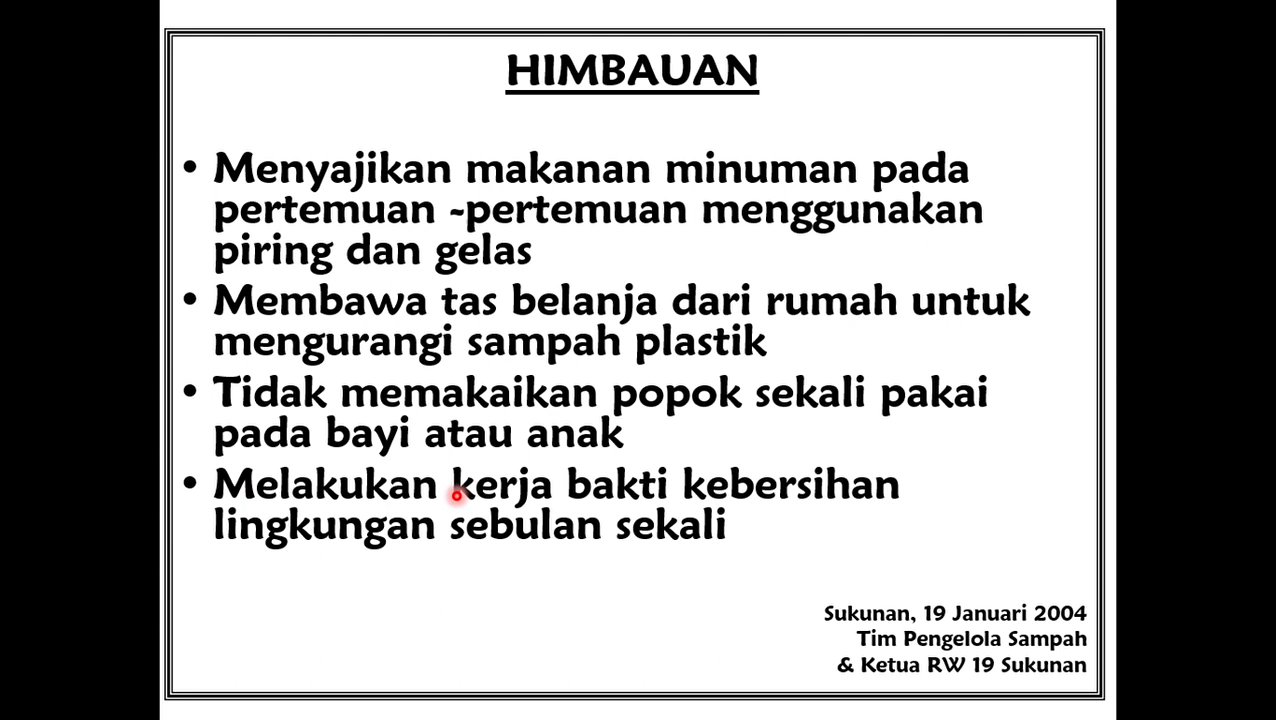 HIMBAUAN
• Menyajikan makanan minuman pada
pertemuan -pertemuan menggunakan
piring dan gelas
• Membawa tas belanja dari rumah untuk
mengurangi sampah plastik
• Tidak memakaikan popok sekali pakai
pada bayi atau anak
• Melakukan kerja bakti kebersihan
lingkungan sebulan sekali
Sukunan, 19 Januari 2004
Tim Pengelola Sampah
& Ketua RW 19 Sukunan